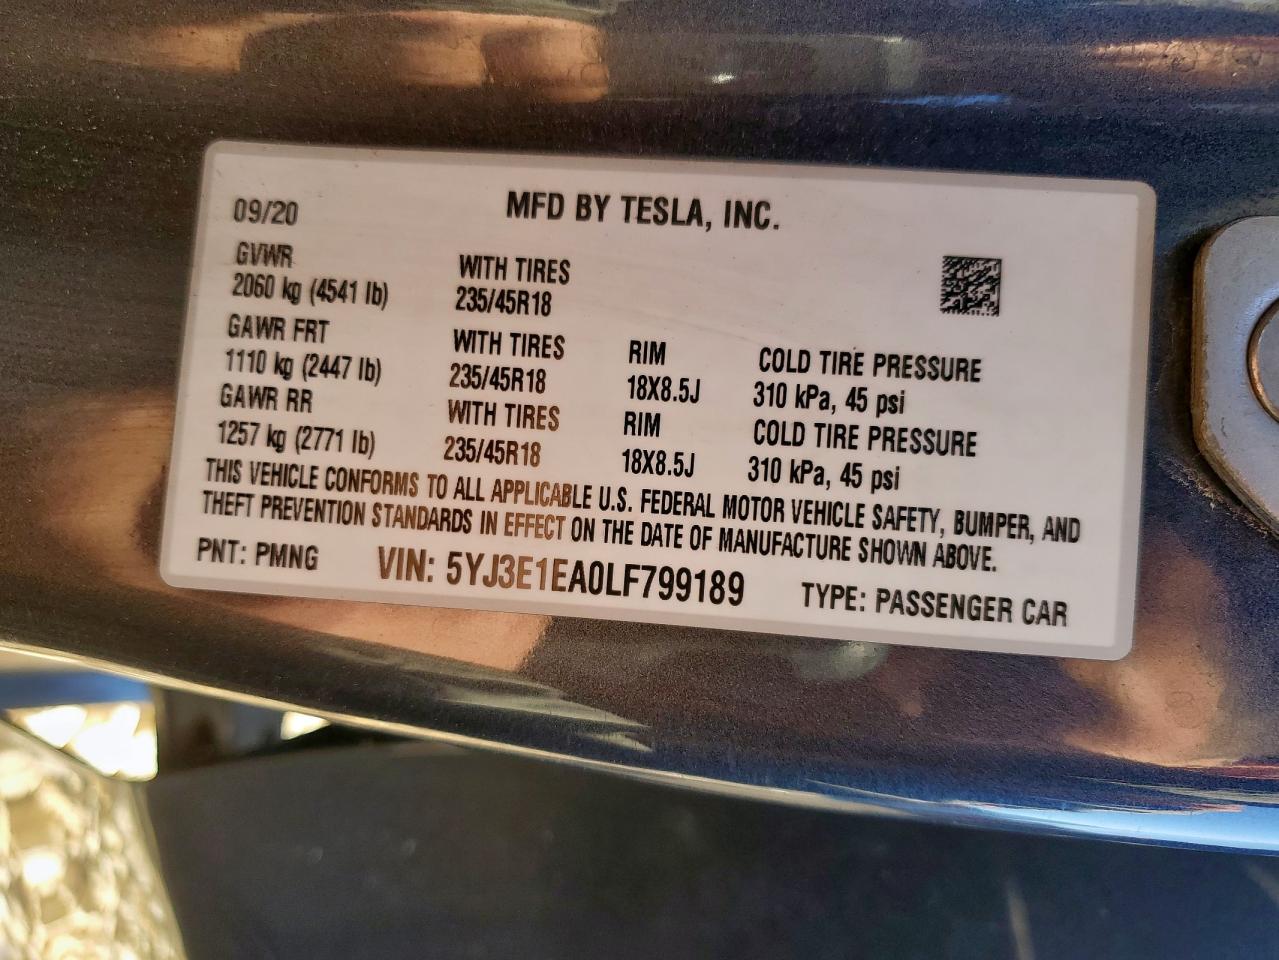 09/20 MFD BY TESLA, INC.
GVWR WITH TIRES
2060 kg (4541 lb) 235/45R18
GAWR FRT WITH TIRES RIM COLD TIRE PRESSURE
1110 kg (2447 lb) 235/45R18 18X8.5J 310 kPa, 45 psi
GAWR RR WITH TIRES RIM COLD TIRE PRESSURE
1257 kg (2771 lb) 235/45R18 18X8.5J 310 kPa, 45 psi
THIS VEHICLE CONFORMS TO ALL APPLICABLE U.S. FEDERAL MOTOR VEHICLE SAFETY, BUMPER, AND
THEFT PREVENTION STANDARDS IN EFFECT ON THE DATE OF MANUFACTURE SHOWN ABOVE.
PNT: PMNG VIN: 5YJ3E1EA0LF799189 TYPE: PASSENGER CAR